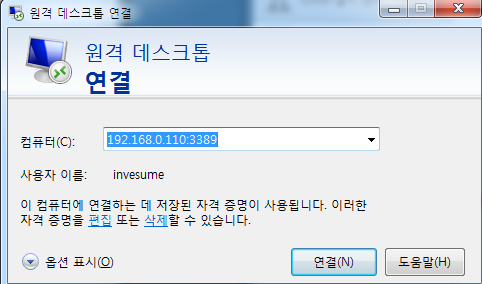 원격 데스크톱 연결
원격 데스크톱
연결
컴퓨터(C): 192.168.0.110:3389
사용자 이름: invesume
이 컴퓨터에 연결하는 데 저장된 자격 증명이 사용됩니다. 이러한
자격 증명을 편집 또는 삭제할 수 있습니다.
옵션 표시(O) 연결(N) 도움말(H)